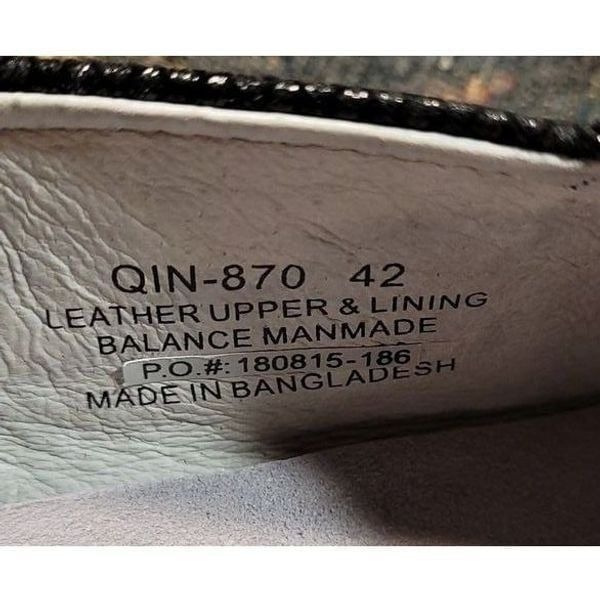 QIN-870 42
LEATHER UPPER & LINING
BALANCE MANMADE
P.O.#: 180815-186
MADE IN BANGLADESH